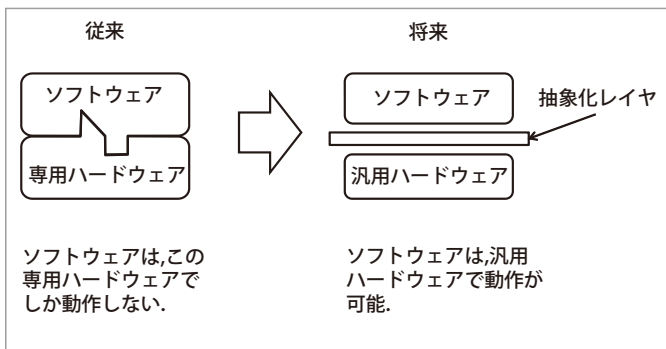 従来
ソフトウェア
専用ハードウェア
ソフトウェアは,この
専用ハードウェアで
しか動作しない.
将来
ソフトウェア
抽象化レイヤ
汎用ハードウェア
ソフトウェアは,汎用
ハードウェアで動作が
可能.